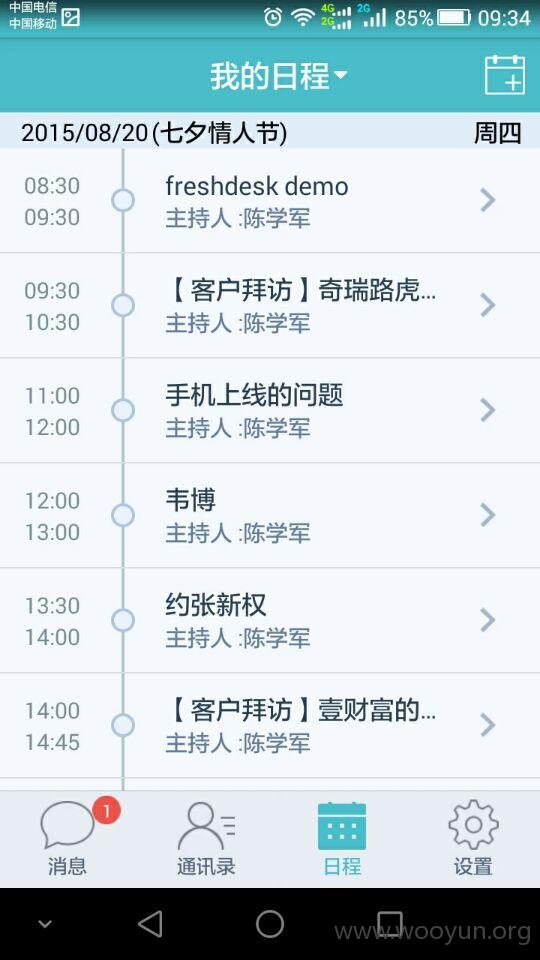 中国电信
中国移动
4G
2G
2G
85%
09:34
我的日程
2015/08/20(七夕情人节)
周四
08:30
09:30
freshdesk demo
主持人 :陈学军
09:30
10:30
【客户拜访】奇瑞路虎...
主持人 :陈学军
11:00
12:00
手机上线的问题
主持人 :陈学军
12:00
13:00
韦博
主持人 :陈学军
13:30
14:00
约张新权
主持人 :陈学军
14:00
14:45
【客户拜访】壹财富的...
主持人 :陈学军
1
消息
通讯录
日程
设置
www.wooyun.org